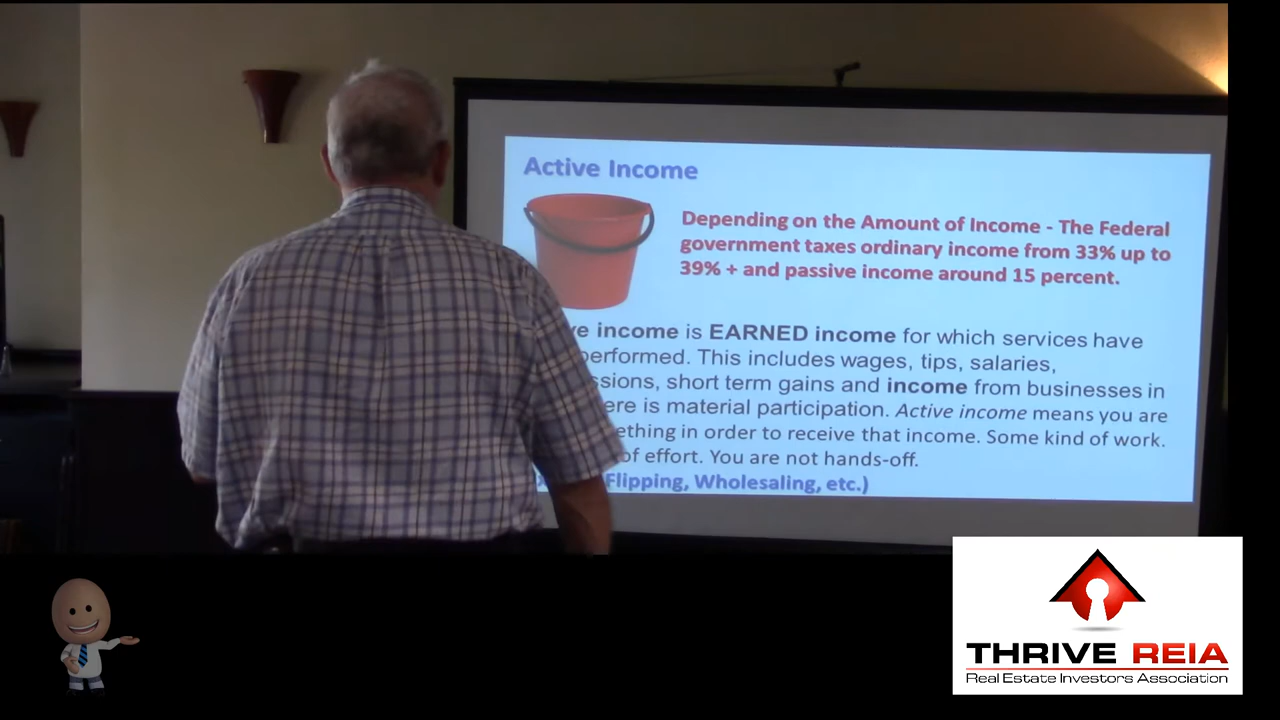 Active Income
Depending on the Amount of Income - The Federal
government taxes ordinary income from 33% up to
39% + and passive income around 15 percent.
income is EARNED income for which services have
performed. This includes wages, tips, salaries,
short term gains and income from businesses in
is material participation. Active income means you are
in order to receive that income. Some kind of work.
of effort. You are not hands-off.
Flipping, Wholesaling, etc.)
THRIVE REIA
Real Estate Investors Association